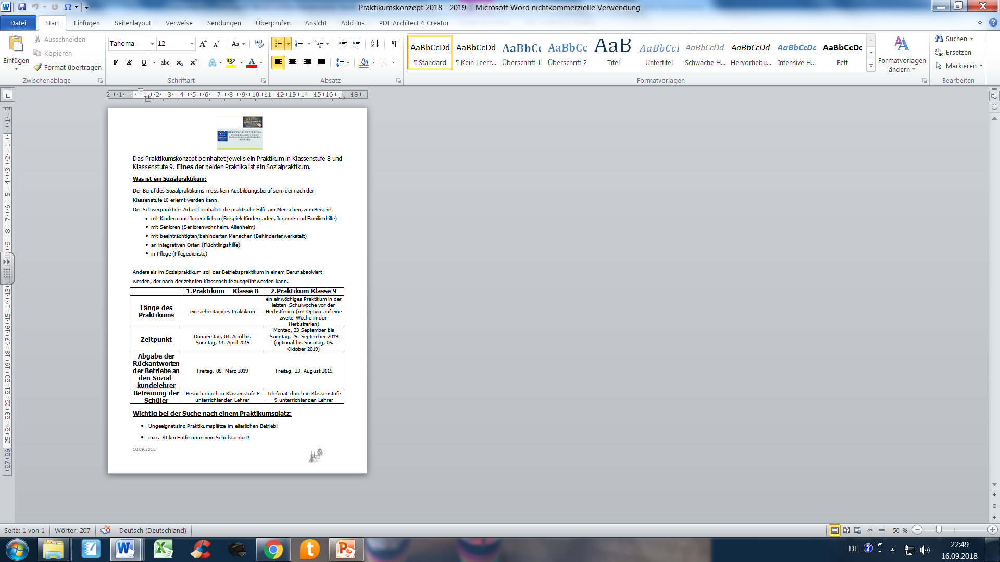 Praktikumskonzept 2018 - 2019 - Microsoft Word nichtkommerzielle Verwendung
Datei Start Einfügen Seitenlayout Verweise Sendungen Überprüfen Ansicht Add-Ins PDF Architect 4 Creator
Einfügen
Ausschneiden
Kopieren
Format übertragen
Zwischenablage
Tahoma 12
F K U abc x₂ x²
Schriftart
Absatz
AaBbCcDd AaBbCcDd AaBbCc AaBbCc AaB AaBbCcI AaBbCcDd AaBbCcDd AaBbCcDd AaBbCcDc
¶ Standard ¶ Kein Leerr... Überschrift 1 Überschrift 2 Titel Untertitel Schwache H... Hervorhebu... Intensive H... Fett
Formatvorlagen
Formatvorlagen ändern
Suchen
Ersetzen
Markieren
Bearbeiten
BERUFSWAHL
BERUFSORIENTIERUNG
AN DER BISCHÖFLICHEN
REALSCHULE MARIENBERG,
BOPPARD
BRSM
Das Praktikumskonzept beinhaltet jeweils ein Praktikum in Klassenstufe 8 und
Klassenstufe 9. Eines der beiden Praktika ist ein Sozialpraktikum.
Was ist ein Sozialpraktikum:
Der Beruf des Sozialpraktikums muss kein Ausbildungsberuf sein, der nach der
Klassenstufe 10 erlernt werden kann.
Der Schwerpunkt der Arbeit beinhaltet die praktische Hilfe am Menschen, zum Beispiel
• mit Kindern und Jugendlichen (Beispiel: Kindergarten, Jugend- und Familienhilfe)
• mit Senioren (Seniorenwohnheim, Altenheim)
• mit beeinträchtigten/behinderten Menschen (Behindertenwerkstatt)
• an integrativen Orten (Flüchtlingshilfe)
• in Pflege (Pflegedienste)
Anders als im Sozialpraktikum soll das Betriebspraktikum in einem Beruf absolviert
werden, der nach der zehnten Klassenstufe ausgeübt werden kann.
1.Praktikum – Klasse 8 2.Praktikum Klasse 9
Länge des
Praktikums
ein siebentägiges Praktikum
ein einwöchiges Praktikum in der
letzten Schulwoche vor den
Herbstferien (mit Option auf eine
zweite Woche in den
Herbstferien)
Zeitpunkt
Donnerstag, 04. April bis
Sonntag, 14. April 2019
Montag, 23 September bis
Sonntag, 29. September 2019
(optional bis Sonntag, 06.
Oktober 2019)
Abgabe der
Rückantworten
der Betriebe an
den Sozial-
kundelehrer
Freitag, 08. März 2019
Freitag, 23. August 2019
Betreuung der
Schüler
Besuch durch in Klassenstufe 8
unterrichtenden Lehrer
Telefonat durch in Klassenstufe
9 unterrichtenden Lehrer
Wichtig bei der Suche nach einem Praktikumsplatz:
• Ungeeignet sind Praktikumsplätze im elterlichen Betrieb!
• max. 30 km Entfernung vom Schulstandort!
10.09.2018
Seite: 1 von 1 Wörter: 207 Deutsch (Deutschland) 50 %
DE
22:49
16.09.2018